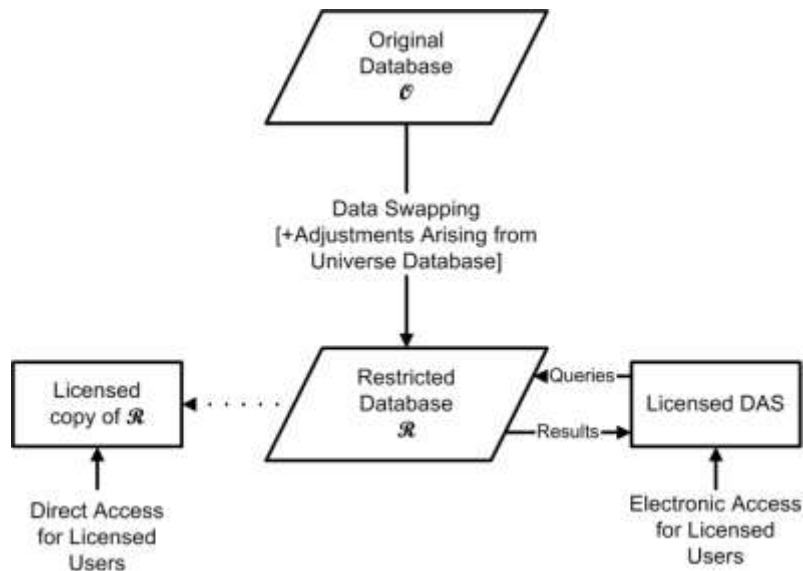 Original
Database
𝒪
Data Swapping
[+Adjustments Arising from
Universe Database]
Licensed
copy of ℛ
Restricted
Database
ℛ
Queries
Results
Licensed DAS
Direct Access
for Licensed
Users
Electronic Access
for Licensed
Users